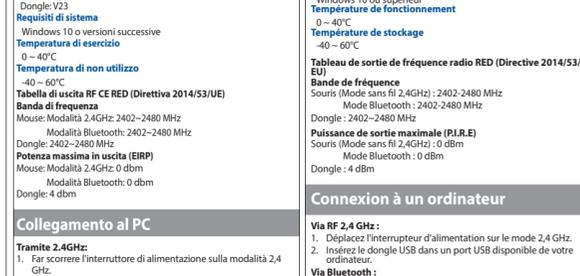 Dongle: V23
Requisiti di sistema
Windows 10 o versioni successive
Temperatura di esercizio
0 ~ 40°C
Temperatura di non utilizzo
-40 ~ 60°C
Tabella di uscita RF CE RED (Direttiva 2014/53/UE)
Banda di frequenza
Mouse: Modalità 2.4GHz: 2402~2480 MHz
Modalità Bluetooth: 2402~2480 MHz
Dongle: 2402~2480 MHz
Potenza massima in uscita (EIRP)
Mouse: Modalità 2.4GHz: 0 dbm
Modalità Bluetooth: 0 dbm
Dongle: 4 dbm
Collegamento al PC
Tramite 2.4GHz:
1. Far scorrere l'interruttore di alimentazione sulla modalità 2,4
GHz.
Windows 10 ou supérieur
Température de fonctionnement
0 ~ 40°C
Température de stockage
-40 ~ 60°C
Tableau de sortie de fréquence radio RED (Directive 2014/53/
EU)
Bande de fréquence
Souris (Mode sans fil 2,4GHz) : 2402-2480 MHz
Mode Bluetooth : 2402-2480 MHz
Dongle : 2402~2480 MHz
Puissance de sortie maximale (P.I.R.E)
Souris (Mode sans fil 2,4GHz) : 0 dBm
Mode Bluetooth : 0 dBm
Dongle : 4 dBm
Connexion à un ordinateur
Via RF 2,4 GHz :
1. Déplacez l'interrupteur d'alimentation sur le mode 2,4 GHz.
2. Insérez le dongle USB dans un port USB disponible de votre
ordinateur.
Via Bluetooth :